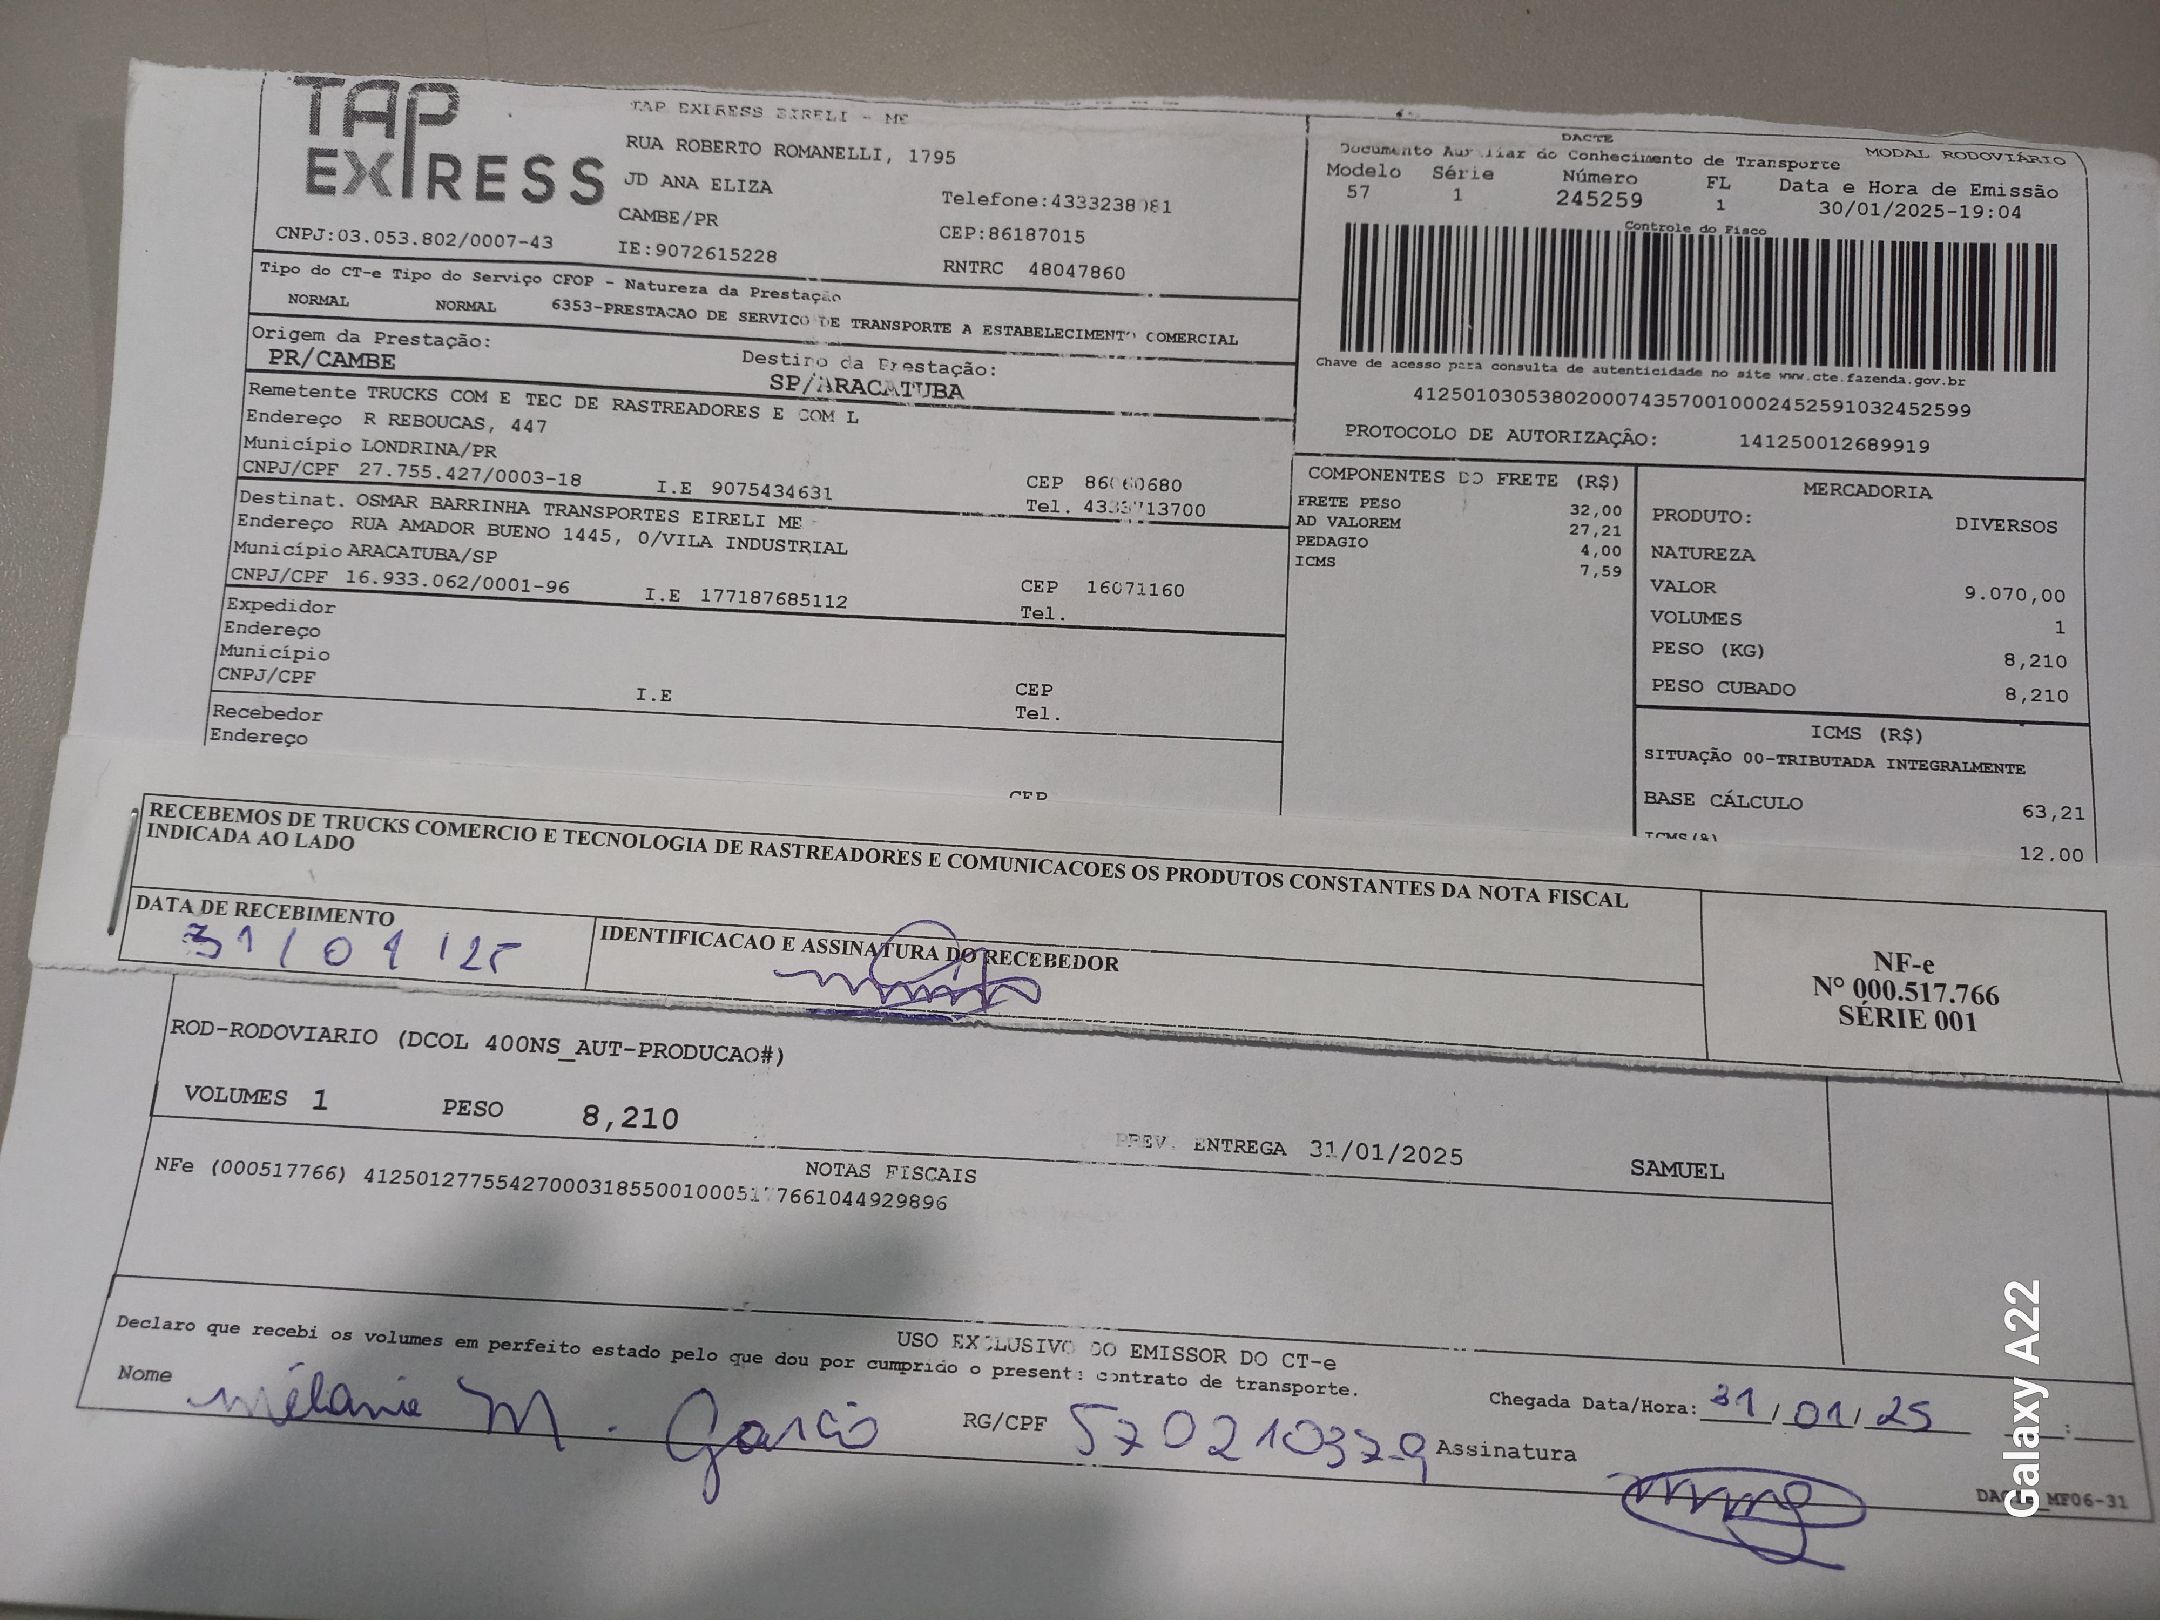 TAP
EXPRESS
TAP EXPRESS EIRELI - ME
RUA ROBERTO ROMANELLI, 1795
JD ANA ELIZA
Telefone:4333238081
CAMBE/PR
CEP:86187015
CNPJ:03.053.802/0007-43
IE:9072615228
RNTRC 48047860
DACTE
Documento Auxiliar do Conhecimento de Transporte
MODAL RODOVIÁRIO
Modelo Série Número FL Data e Hora de Emissão
57 1 245259 1 30/01/2025-19:04
Controle do Fisco
Chave de acesso para consulta de autenticidade no site www.cte.fazenda.gov.br
41250103053802000743570010002452591032452599
PROTOCOLO DE AUTORIZAÇÃO: 141250012689919
Tipo do CT-e Tipo do Serviço CFOP - Natureza da Prestação
NORMAL NORMAL 6353-PRESTACAO DE SERVICO DE TRANSPORTE A ESTABELECIMENTO COMERCIAL
Origem da Prestação:
PR/CAMBE
Destino da Prestação:
SP/ARACATUBA
Remetente TRUCKS COM E TEC DE RASTREADORES E COM L
Endereço R REBOUCAS, 447
Município LONDRINA/PR
CEP 86060680
CNPJ/CPF 27.755.427/0003-18 I.E 9075434631
Tel. 4333713700
Destinat. OSMAR BARRINHA TRANSPORTES EIRELI ME
Endereço RUA AMADOR BUENO 1445, 0/VILA INDUSTRIAL
Município ARACATUBA/SP
CEP 16071160
CNPJ/CPF 16.933.062/0001-96 I.E 177187685112
Tel.
Expedidor
Endereço
Município
CEP
CNPJ/CPF I.E
Tel.
Recebedor
Endereço
CEP
COMPONENTES DO FRETE (R$)
FRETE PESO 32,00
AD VALOREM 27,21
PEDAGIO 4,00
ICMS 7,59
MERCADORIA
PRODUTO: DIVERSOS
NATUREZA
VALOR 9.070,00
VOLUMES 1
PESO (KG) 8,210
PESO CUBADO 8,210
ICMS (R$)
SITUAÇÃO 00-TRIBUTADA INTEGRALMENTE
BASE CÁLCULO 63,21
ICMS(%) 12.00
RECEBEMOS DE TRUCKS COMERCIO E TECNOLOGIA DE RASTREADORES E COMUNICACOES OS PRODUTOS CONSTANTES DA NOTA FISCAL
INDICADA AO LADO
DATA DE RECEBIMENTO
31/01/25
IDENTIFICACAO E ASSINATURA DO RECEBEDOR
NF-e
Nº 000.517.766
SÉRIE 001
ROD-RODOVIARIO (DCOL 400NS_AUT-PRODUCAO#)
VOLUMES 1 PESO 8,210
PREV. ENTREGA 31/01/2025 SAMUEL
NOTAS FISCAIS
NFe (000517766) 41250127755427000318550010005177661044929896
USO EXCLUSIVO DO EMISSOR DO CT-e
Declaro que recebi os volumes em perfeito estado pelo que dou por cumprido o presente contrato de transporte.
Chegada Data/Hora: 31/01/25 :
Nome Mélanie M. Garcia RG/CPF 570210379 Assinatura
DACTE_MF06-31
Galaxy A22